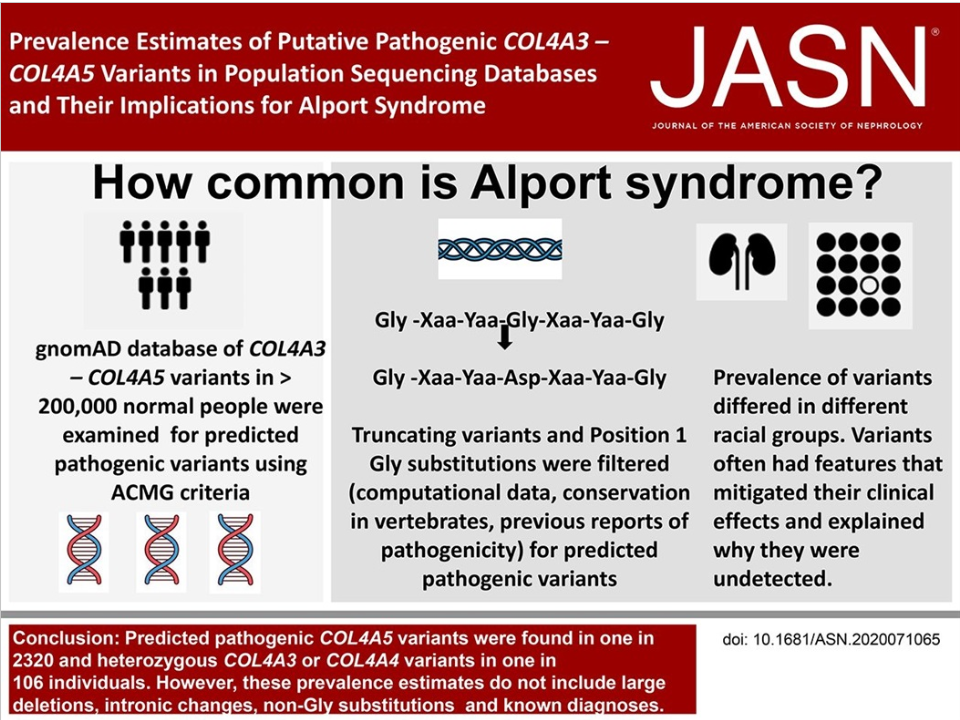 Prevalence Estimates of Putative Pathogenic COL4A3 –
COL4A5 Variants in Population Sequencing Databases
and Their Implications for Alport Syndrome
JASN®
JOURNAL OF THE AMERICAN SOCIETY OF NEPHROLOGY
How common is Alport syndrome?
gnomAD database of COL4A3
– COL4A5 variants in >
200,000 normal people were
examined for predicted
pathogenic variants using
ACMG criteria
Gly -Xaa-Yaa-Gly-Xaa-Yaa-Gly
Gly -Xaa-Yaa-Asp-Xaa-Yaa-Gly
Truncating variants and Position 1
Gly substitutions were filtered
(computational data, conservation
in vertebrates, previous reports of
pathogenicity) for predicted
pathogenic variants
Prevalence of variants
differed in different
racial groups. Variants
often had features that
mitigated their clinical
effects and explained
why they were
undetected.
Conclusion: Predicted pathogenic COL4A5 variants were found in one in
2320 and heterozygous COL4A3 or COL4A4 variants in one in
106 individuals. However, these prevalence estimates do not include large
deletions, intronic changes, non-Gly substitutions and known diagnoses.
doi: 10.1681/ASN.2020071065